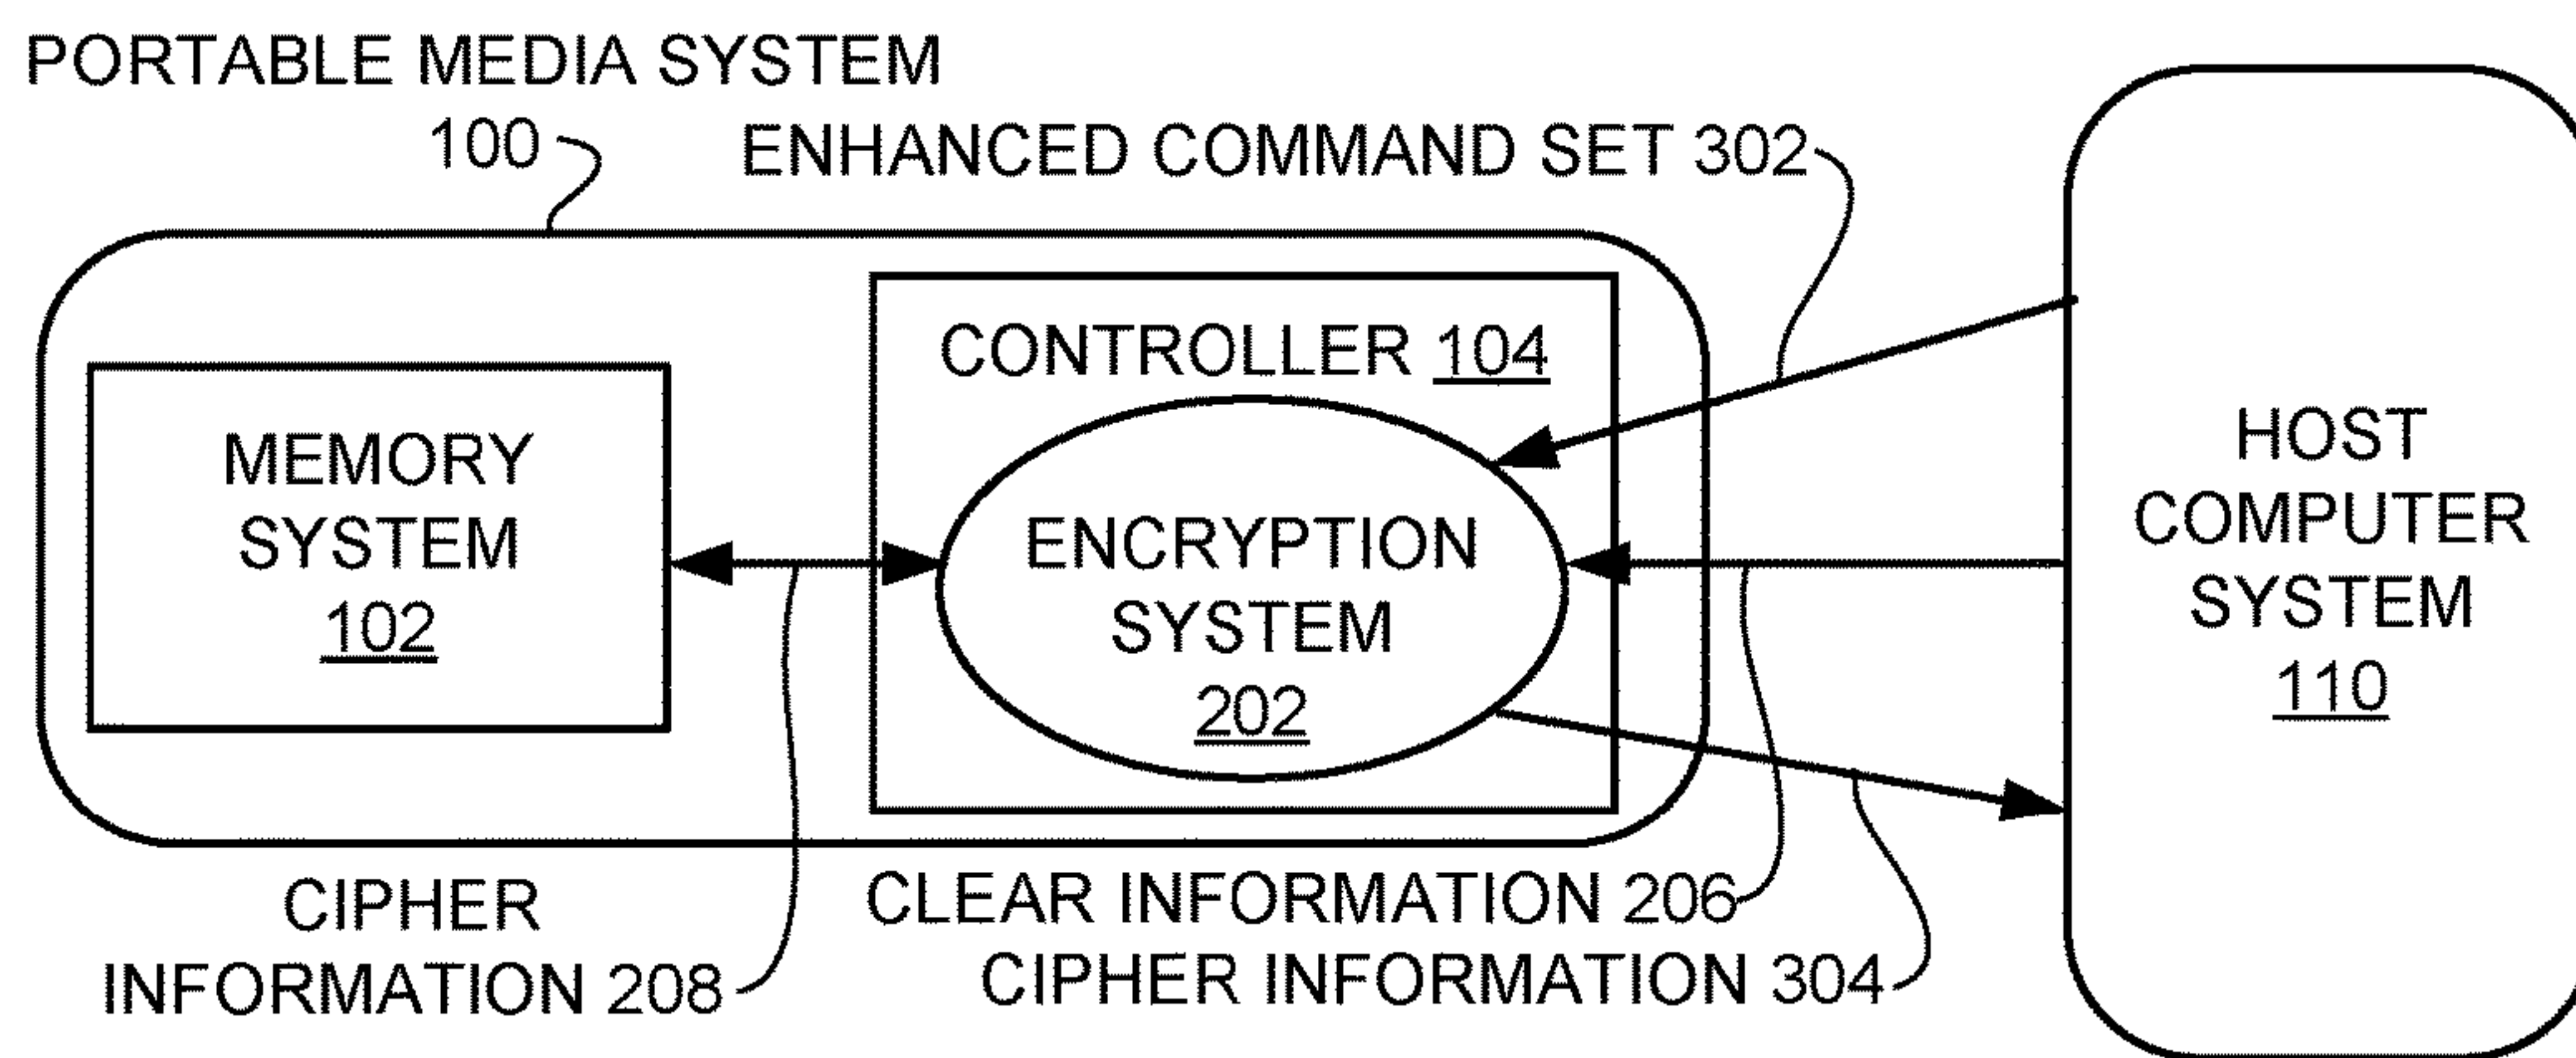 PORTABLE MEDIA SYSTEM
100
ENHANCED COMMAND SET 302
CONTROLLER 104
MEMORY
SYSTEM
102
ENCRYPTION
SYSTEM
202
HOST
COMPUTER
SYSTEM
110
CIPHER
INFORMATION 208
CLEAR INFORMATION 206
CIPHER INFORMATION 304